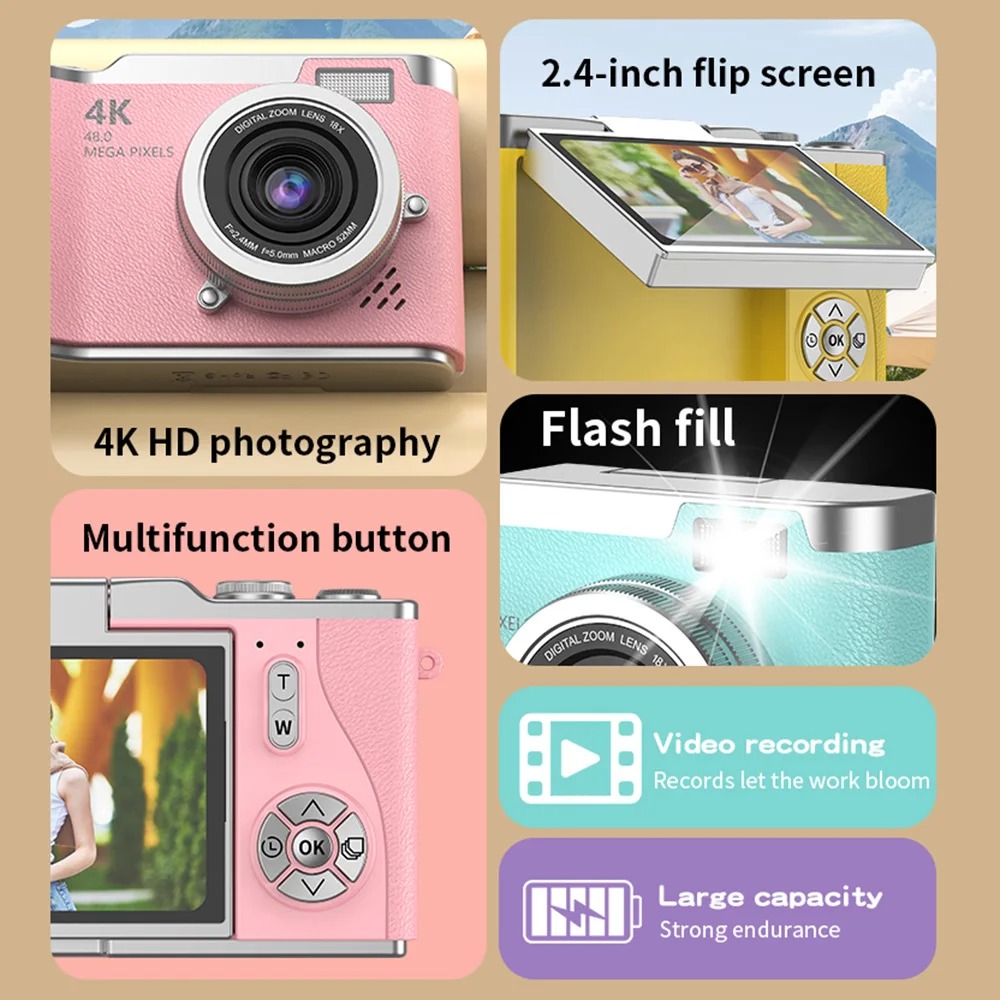 4K
48.0
MEGA PIXELS
DIGITAL ZOOM LENS 18X
F=2.4MM f=5.0mm MACRO 52MM
4K HD photography
2.4-inch flip screen
OK
Flash fill
DIGITAL ZOOM LENS 18
Multifunction button
T
W
OK
Video recording
Records let the work bloom
Large capacity
Strong endurance